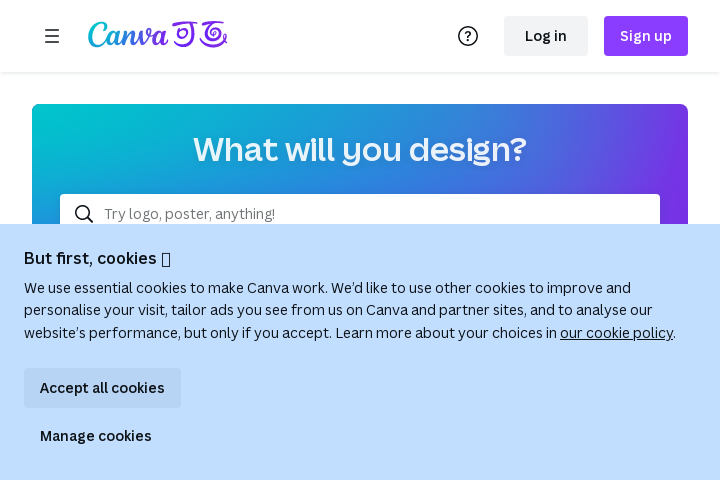 Canva 可画
Log in
Sign up
What will you design?
Try logo, poster, anything!
But first, cookies
We use essential cookies to make Canva work. We’d like to use other cookies to improve and
personalise your visit, tailor ads you see from us on Canva and partner sites, and to analyse our
website’s performance, but only if you accept. Learn more about your choices in our cookie policy.
Accept all cookies
Manage cookies